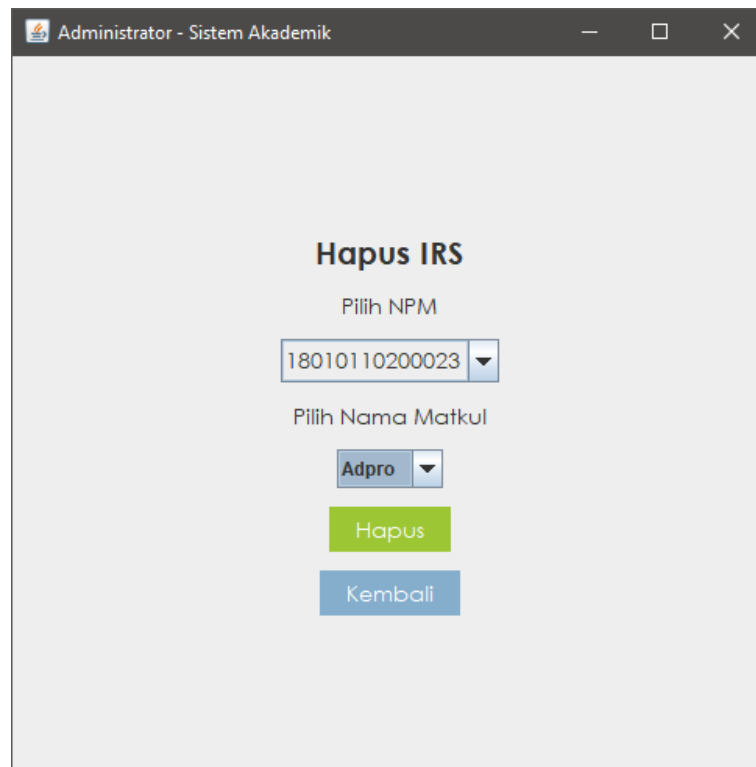 Administrator - Sistem Akademik
Hapus IRS
Pilih NPM
18010110200023
Pilih Nama Matkul
Adpro
Hapus
Kembali